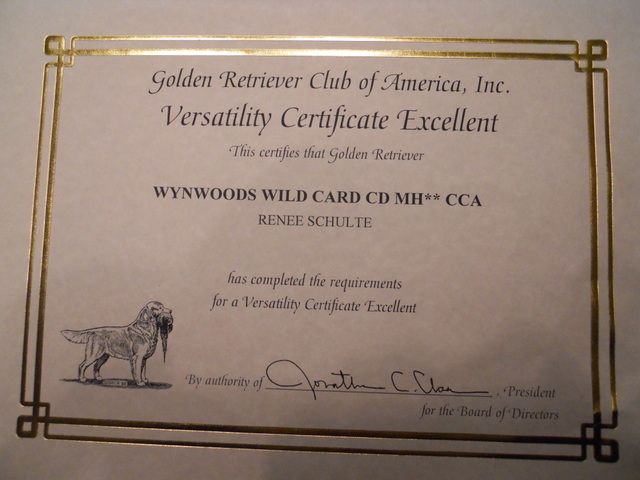 Golden Retriever Club of America, Inc.
Versatility Certificate Excellent
This certifies that Golden Retriever
WYNWOODS WILD CARD CD MH** CCA
RENEE SCHULTE
has completed the requirements
for a Versatility Certificate Excellent
By authority of Jonathan C. , President
for the Board of Directors